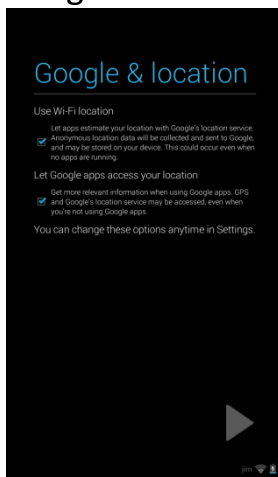 Google & location
Use Wi-Fi location
Let apps estimate your location with Google's location service.
Anonymous location data will be collected and sent to Google,
and may be stored on your device. This could occur even when
no apps are running.
Let Google apps access your location
Get more relevant information when using Google apps. GPS
and Google's location service may be accessed, even when
you're not using Google apps.
You can change these options anytime in Settings.
jim